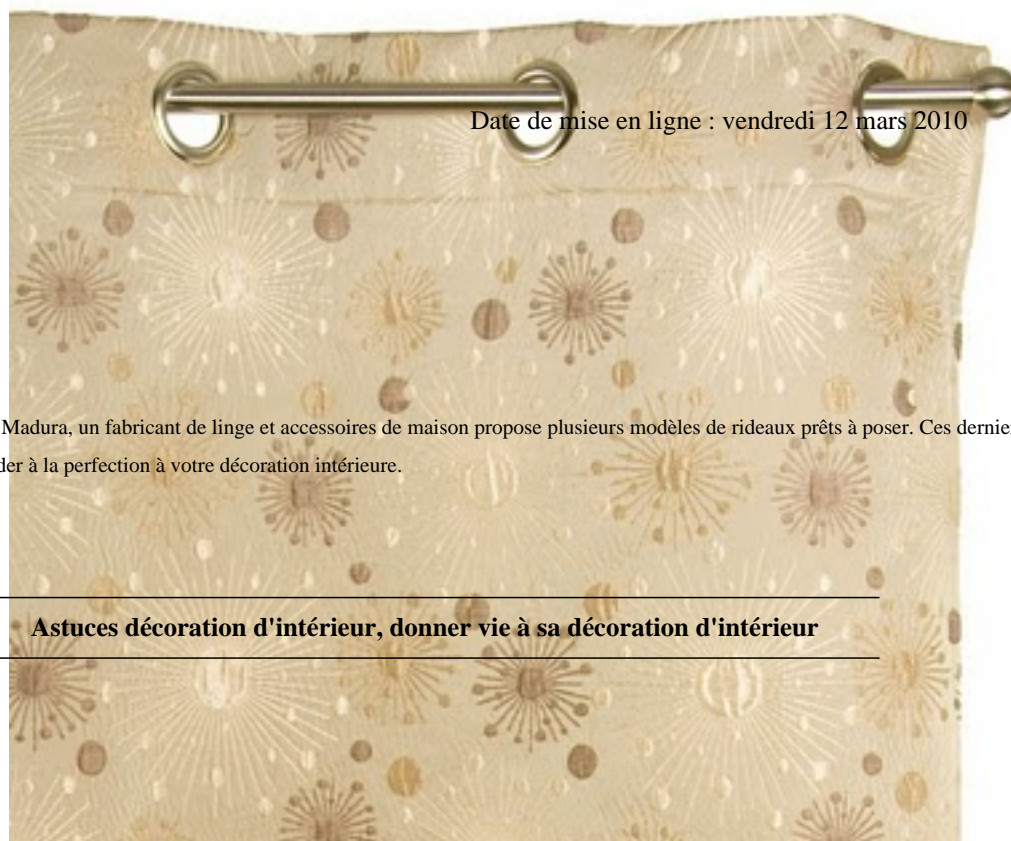 Date de mise en ligne : vendredi 12 mars 2010
Madura, un fabricant de linge et accessoires de maison propose plusieurs modèles de rideaux prêts à poser. Ces
à la perfection à votre décoration intérieure.
Astuces décoration d'intérieur, donner vie à sa décoration d'intérieur